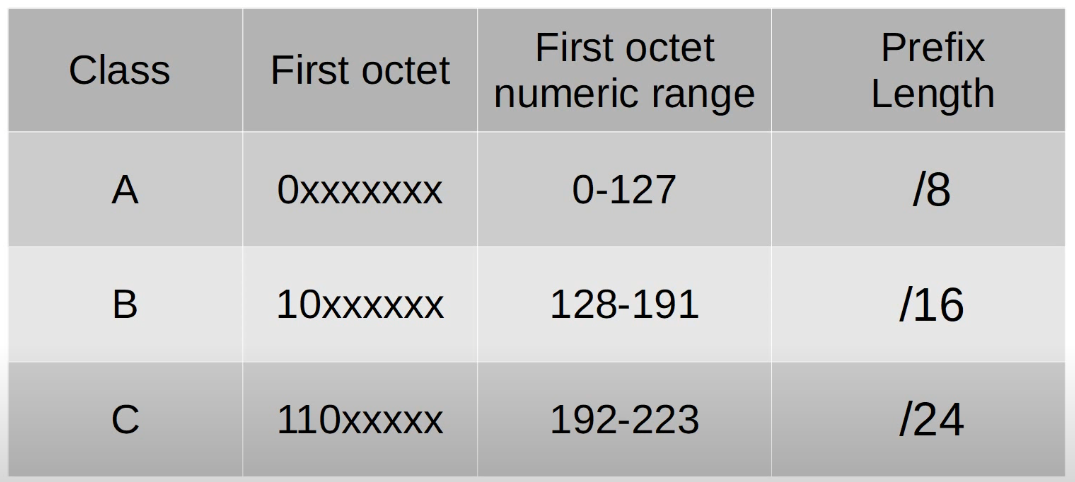 Class
First octet
First octet
numeric range
Prefix
Length
A
0xxxxxxx
0-127
/8
B
10xxxxxx
128-191
/16
C
110xxxxx
192-223
/24